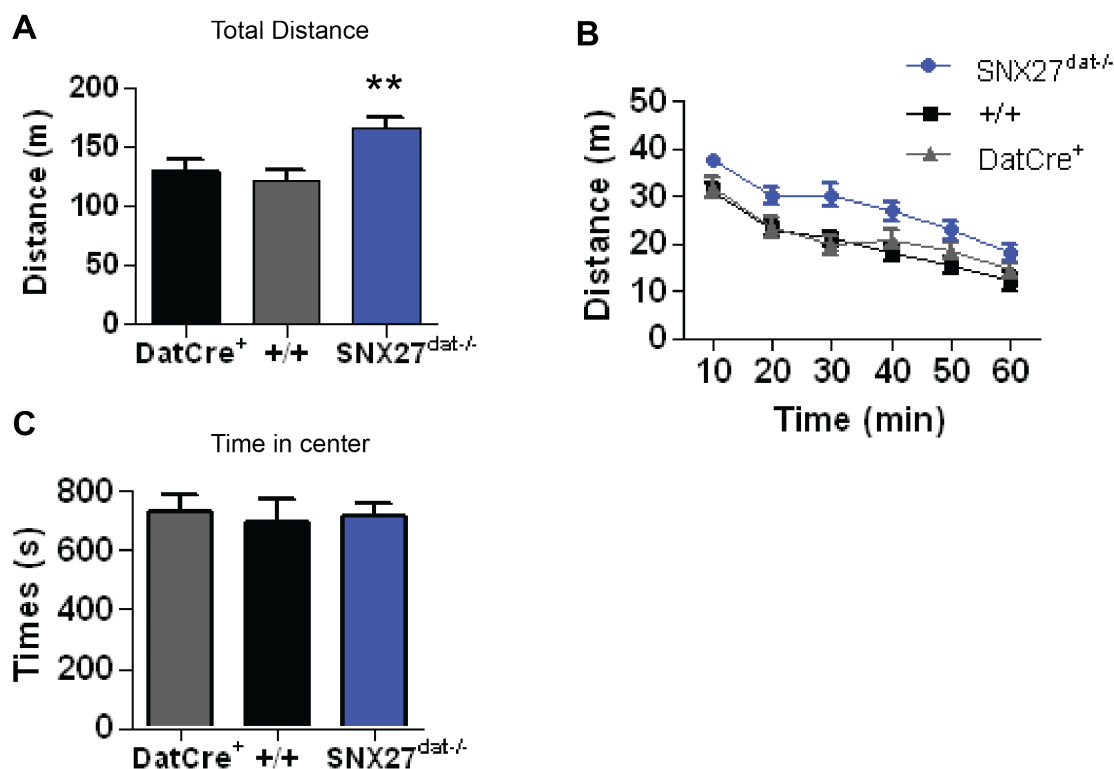 A
Total Distance
**
200
150
100
50
0
Distance (m)
DatCre⁺ +/+ SNX27ᵈᵃᵗ⁻/⁻
B
SNX27ᵈᵃᵗ⁻/⁻
+/+
DatCre⁺
50
40
30
20
10
0
Distance (m)
10 20 30 40 50 60
Time (min)
C
Time in center
800
600
400
200
0
Times (s)
DatCre⁺ +/+ SNX27ᵈᵃᵗ⁻/⁻